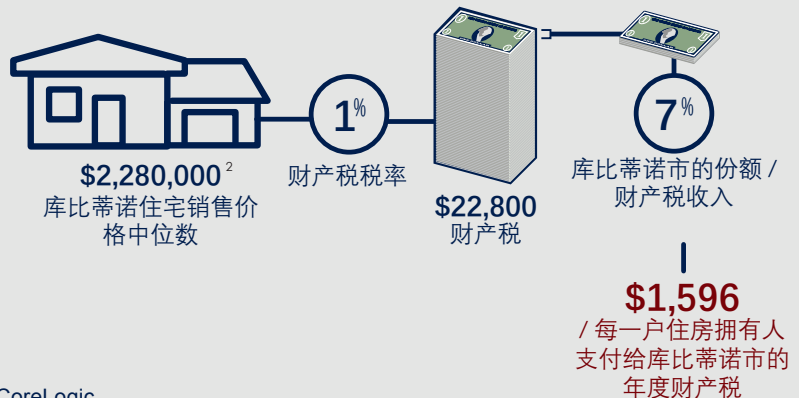 $2,280,000 2
库比蒂诺住宅销售价
格中位数
1%
财产税税率
$22,800
财产税
7%
库比蒂诺市的份额 /
财产税收入
$1,596
/ 每一户住房拥有人
支付给库比蒂诺市的
年度财产税
CoreLogic